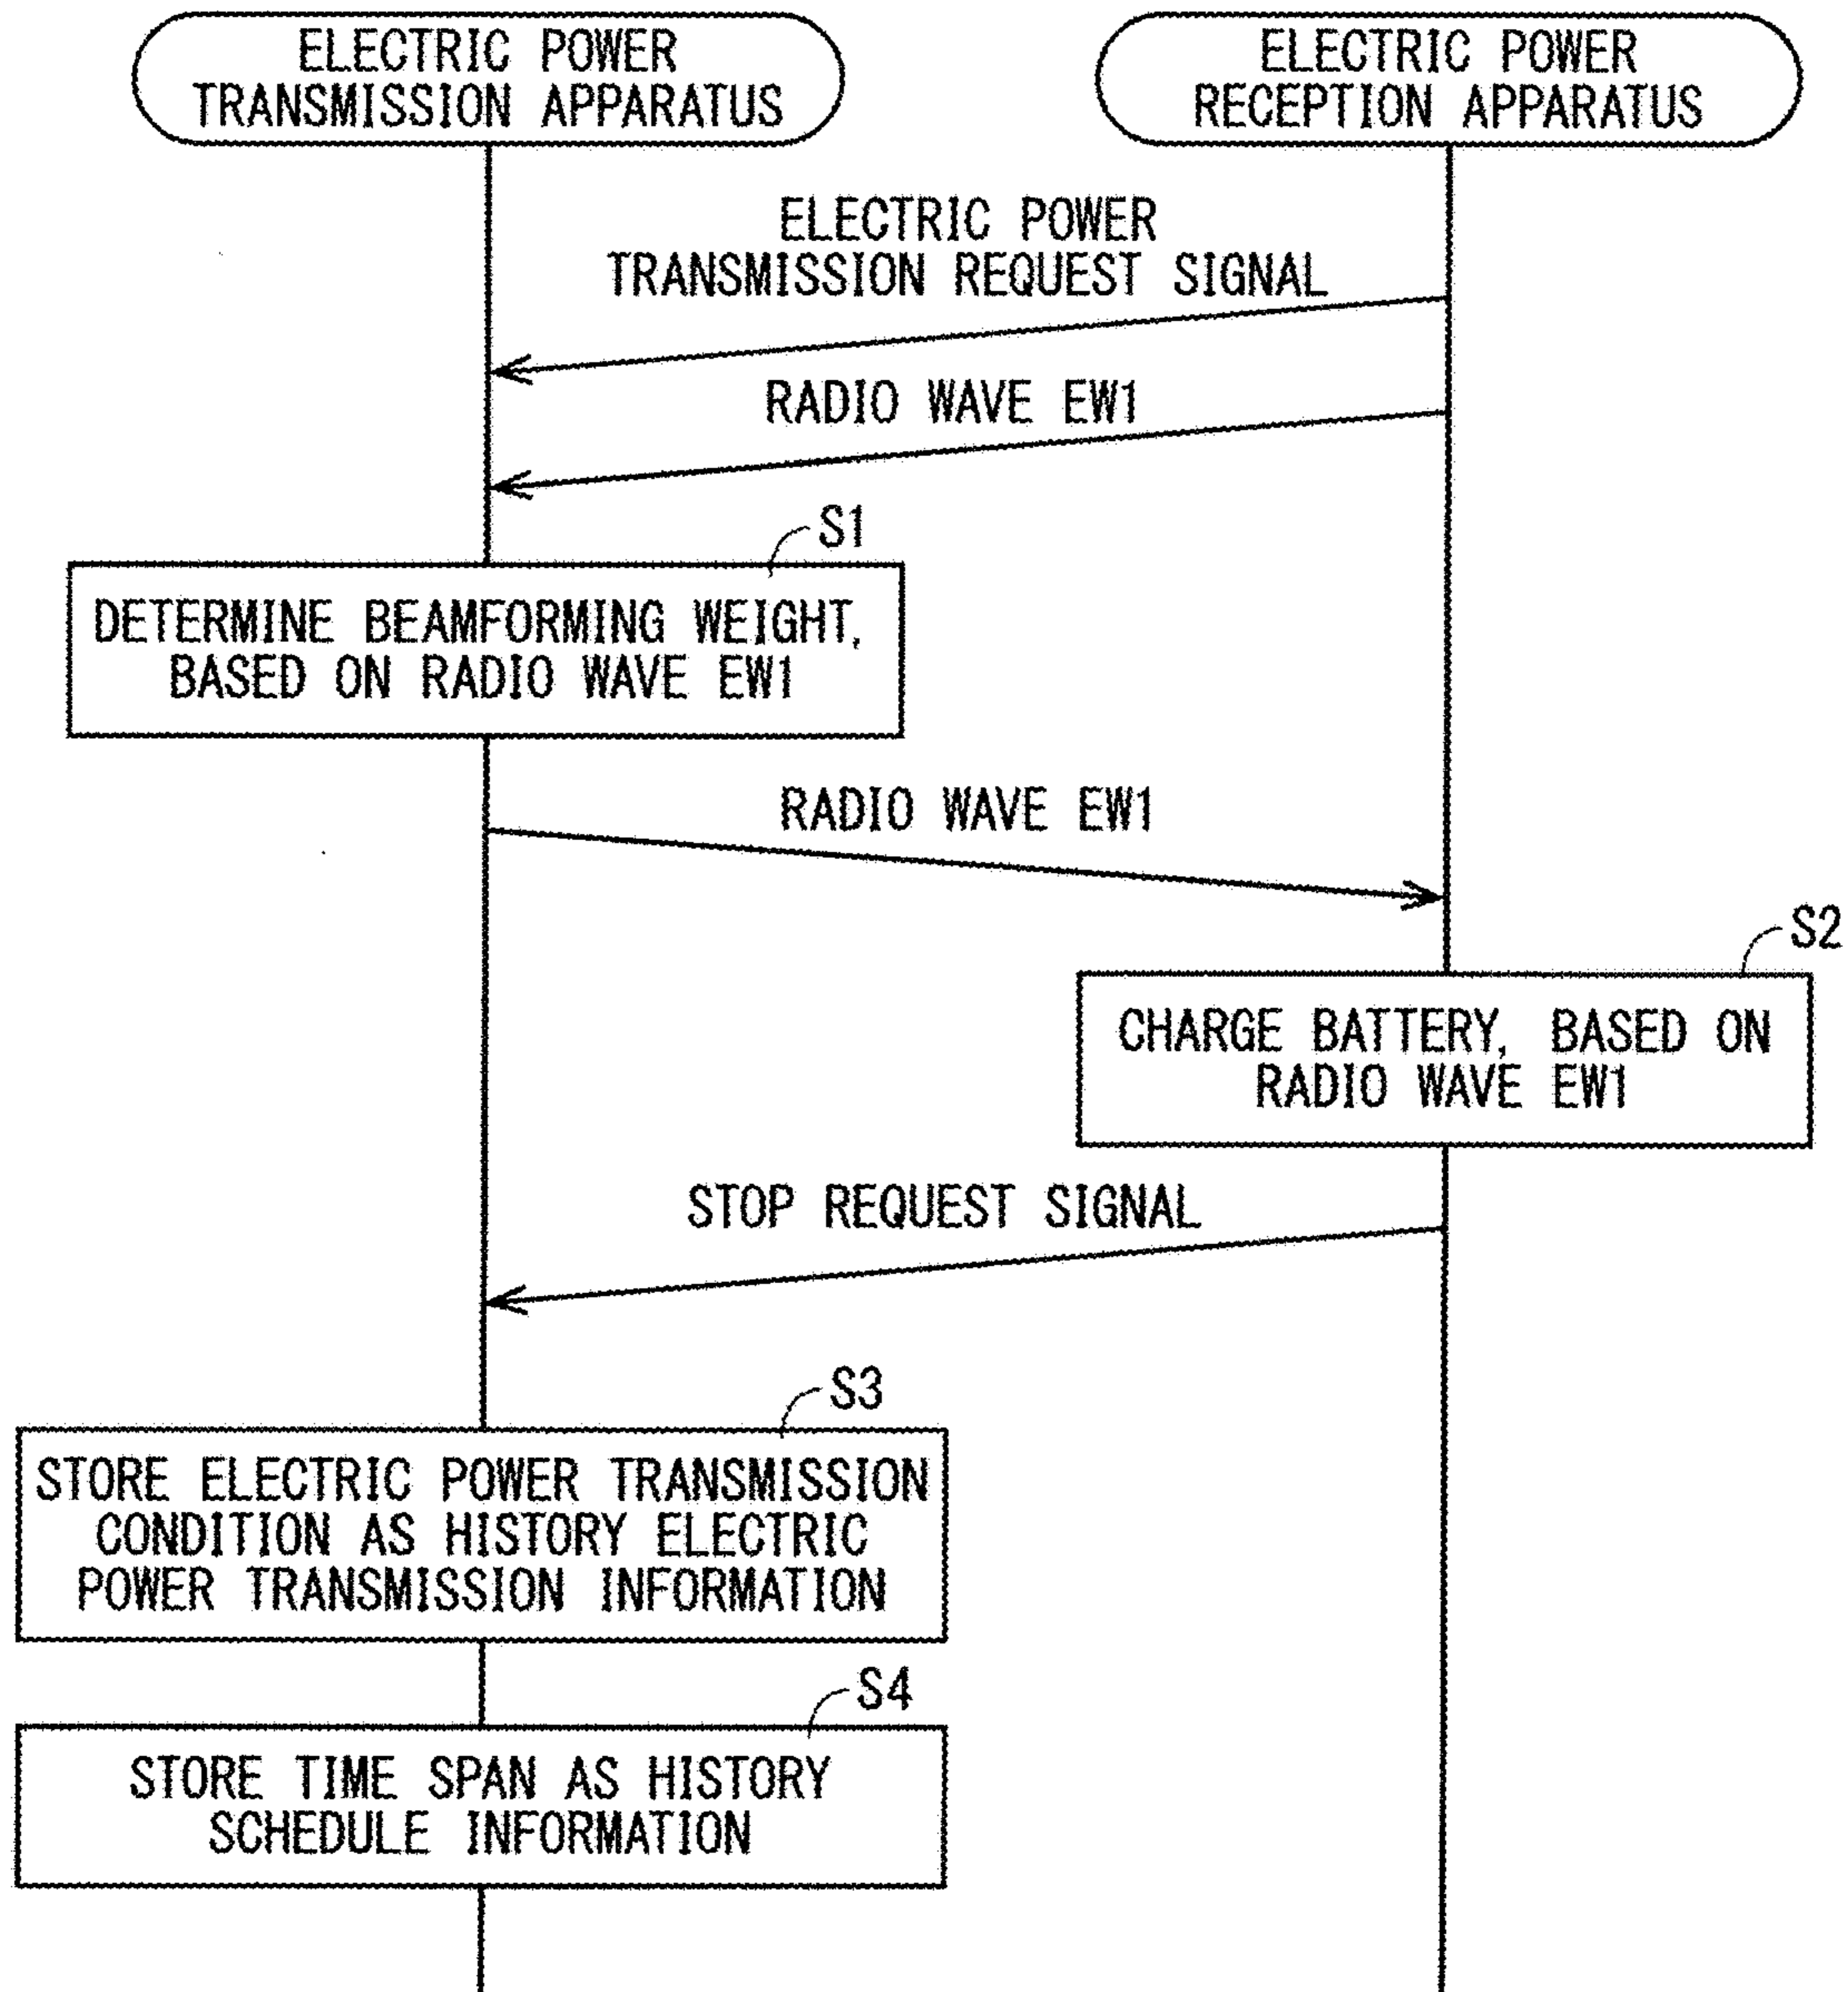 ELECTRIC POWER
TRANSMISSION APPARATUS
ELECTRIC POWER
RECEPTION APPARATUS
ELECTRIC POWER
TRANSMISSION REQUEST SIGNAL
RADIO WAVE EW1
S1
DETERMINE BEAMFORMING WEIGHT,
BASED ON RADIO WAVE EW1
RADIO WAVE EW1
S2
CHARGE BATTERY, BASED ON
RADIO WAVE EW1
STOP REQUEST SIGNAL
S3
STORE ELECTRIC POWER TRANSMISSION
CONDITION AS HISTORY ELECTRIC
POWER TRANSMISSION INFORMATION
S4
STORE TIME SPAN AS HISTORY
SCHEDULE INFORMATION